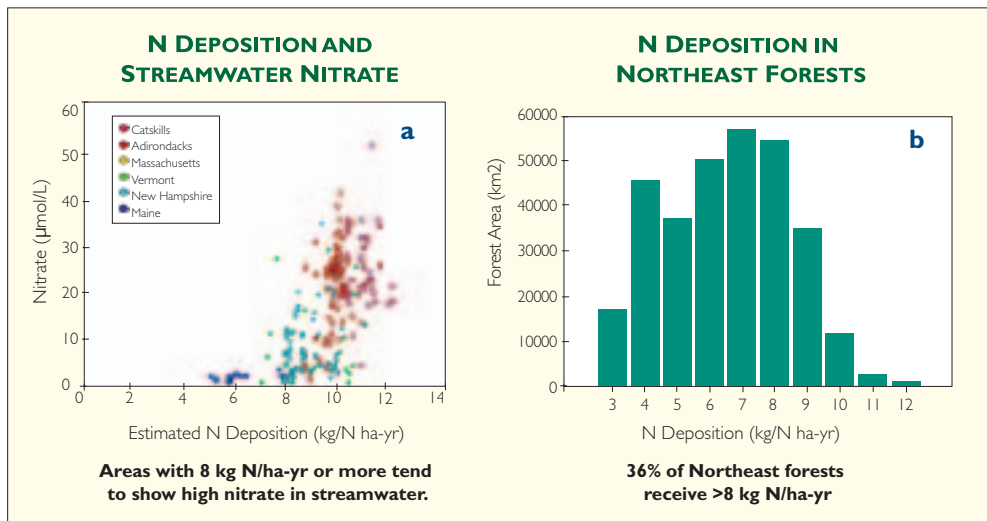 N DEPOSITION AND
STREAMWATER NITRATE
a
60
50
40
30
20
10
0
Nitrate (µmol/L)
Catskills
Adirondacks
Massachusetts
Vermont
New Hampshire
Maine
0 2 4 6 8 10 12 14
Estimated N Deposition (kg/N ha-yr)
Areas with 8 kg N/ha-yr or more tend
to show high nitrate in streamwater.
N DEPOSITION IN
NORTHEAST FORESTS
b
60000
50000
40000
30000
20000
10000
0
Forest Area (km2)
3 4 5 6 7 8 9 10 11 12
N Deposition (kg/N ha-yr)
36% of Northeast forests
receive >8 kg N/ha-yr